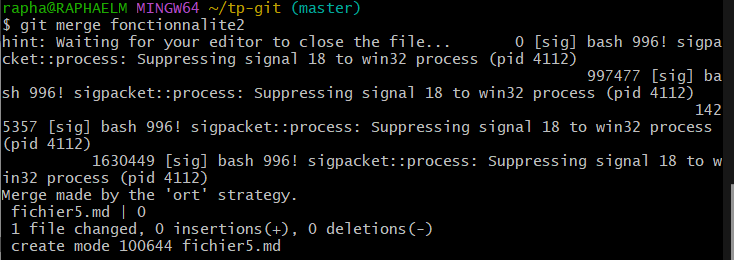 rapha@RAPHAELM MINGW64 ~/tp-git (master)
$ git merge fonctionnalite2
hint: Waiting for your editor to close the file...      0 [sig] bash 996! sigpa
cket::process: Suppressing signal 18 to win32 process (pid 4112)
997477 [sig] ba
sh 996! sigpacket::process: Suppressing signal 18 to win32 process (pid 4112)
142
5357 [sig] bash 996! sigpacket::process: Suppressing signal 18 to win32 process
(pid 4112)
1630449 [sig] bash 996! sigpacket::process: Suppressing signal 18 to w
in32 process (pid 4112)
Merge made by the 'ort' strategy.
fichier5.md | 0
1 file changed, 0 insertions(+), 0 deletions(-)
create mode 100644 fichier5.md